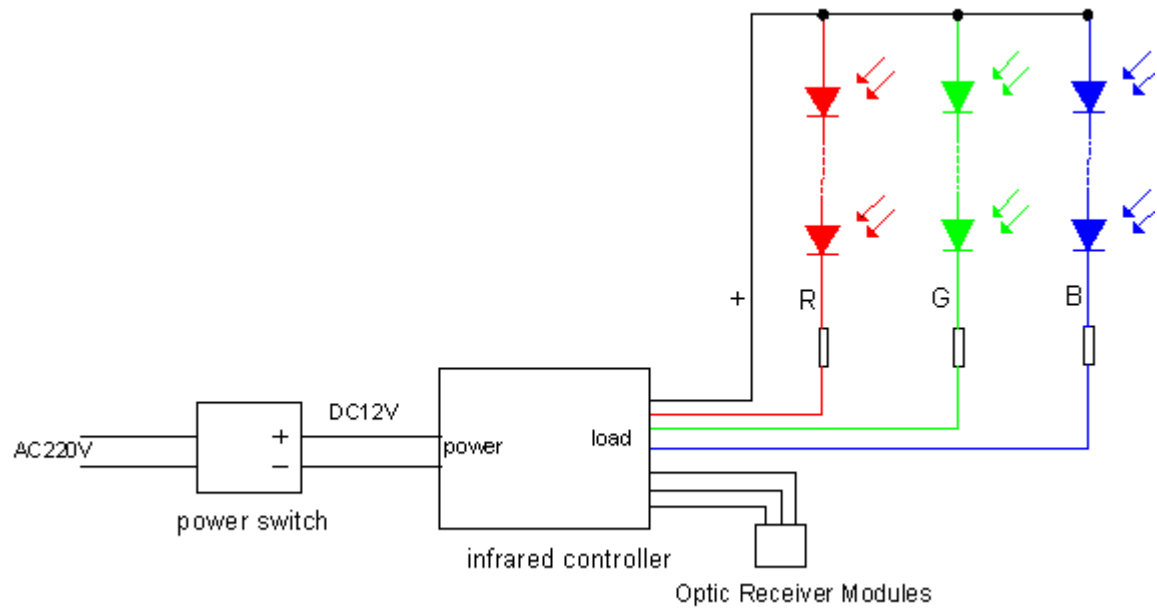 +
R
G
B
DC12V
AC220V
+
−
power
load
power switch
infrared controller
Optic Receiver Modules